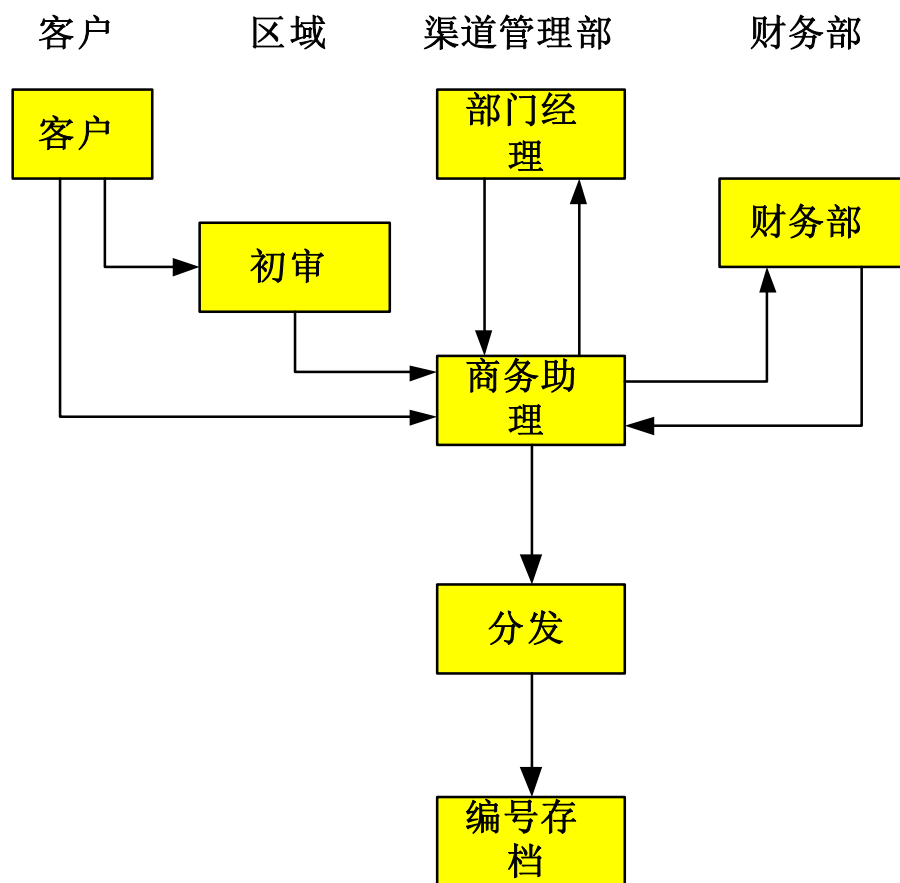 客户 区域 渠道管理部 财务部
客户
部门经
理
财务部
初审
商务助
理
分发
编号存
档